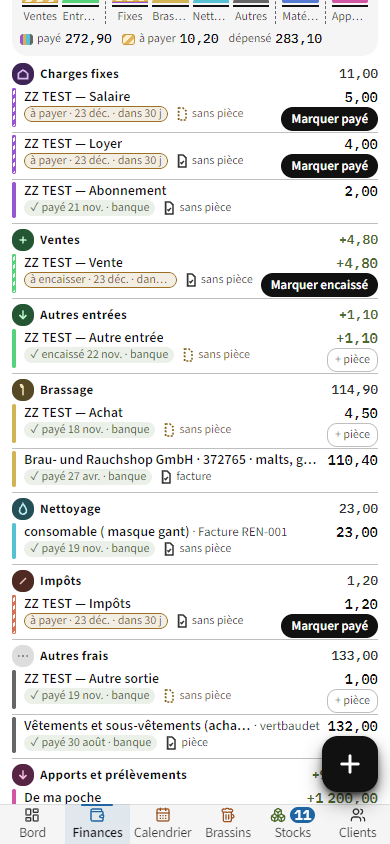 Ventes Entr… Fixes Bras… Nett… Autres Maté… App…
payé 272,90 à payer 10,20 dépensé 283,10
Charges fixes 11,00
ZZ TEST — Salaire 5,00
à payer · 23 déc. · dans 30 j sans pièce Marquer payé
ZZ TEST — Loyer 4,00
à payer · 23 déc. · dans 30 j sans pièce Marquer payé
ZZ TEST — Abonnement 2,00
✓ payé 21 nov. · banque sans pièce
Ventes +4,80
ZZ TEST — Vente +4,80
à encaisser · 23 déc. · dan… sans pièce Marquer encaissé
Autres entrées +1,10
ZZ TEST — Autre entrée +1,10
✓ encaissé 22 nov. · banque sans pièce + pièce
Brassage 114,90
ZZ TEST — Achat 4,50
✓ payé 18 nov. · banque sans pièce + pièce
Brau- und Rauchshop GmbH · 372765 · malts, g… 110,40
✓ payé 27 avr. · banque facture
Nettoyage 23,00
consomable ( masque gant) · Facture REN-001 23,00
✓ payé 19 nov. · banque sans pièce
Impôts 1,20
ZZ TEST — Impôts 1,20
à payer · 23 déc. · dans 30 j sans pièce Marquer payé
Autres frais 133,00
ZZ TEST — Autre sortie 1,00
✓ payé 19 nov. · banque sans pièce + pièce
Vêtements et sous-vêtements (acha… · vertbaudet 132,00
✓ payé 30 août · banque pièce
Apports et prélèvements
De ma poche +1 200,00
Bord Finances Calendrier Brassins Stocks 11 Clients